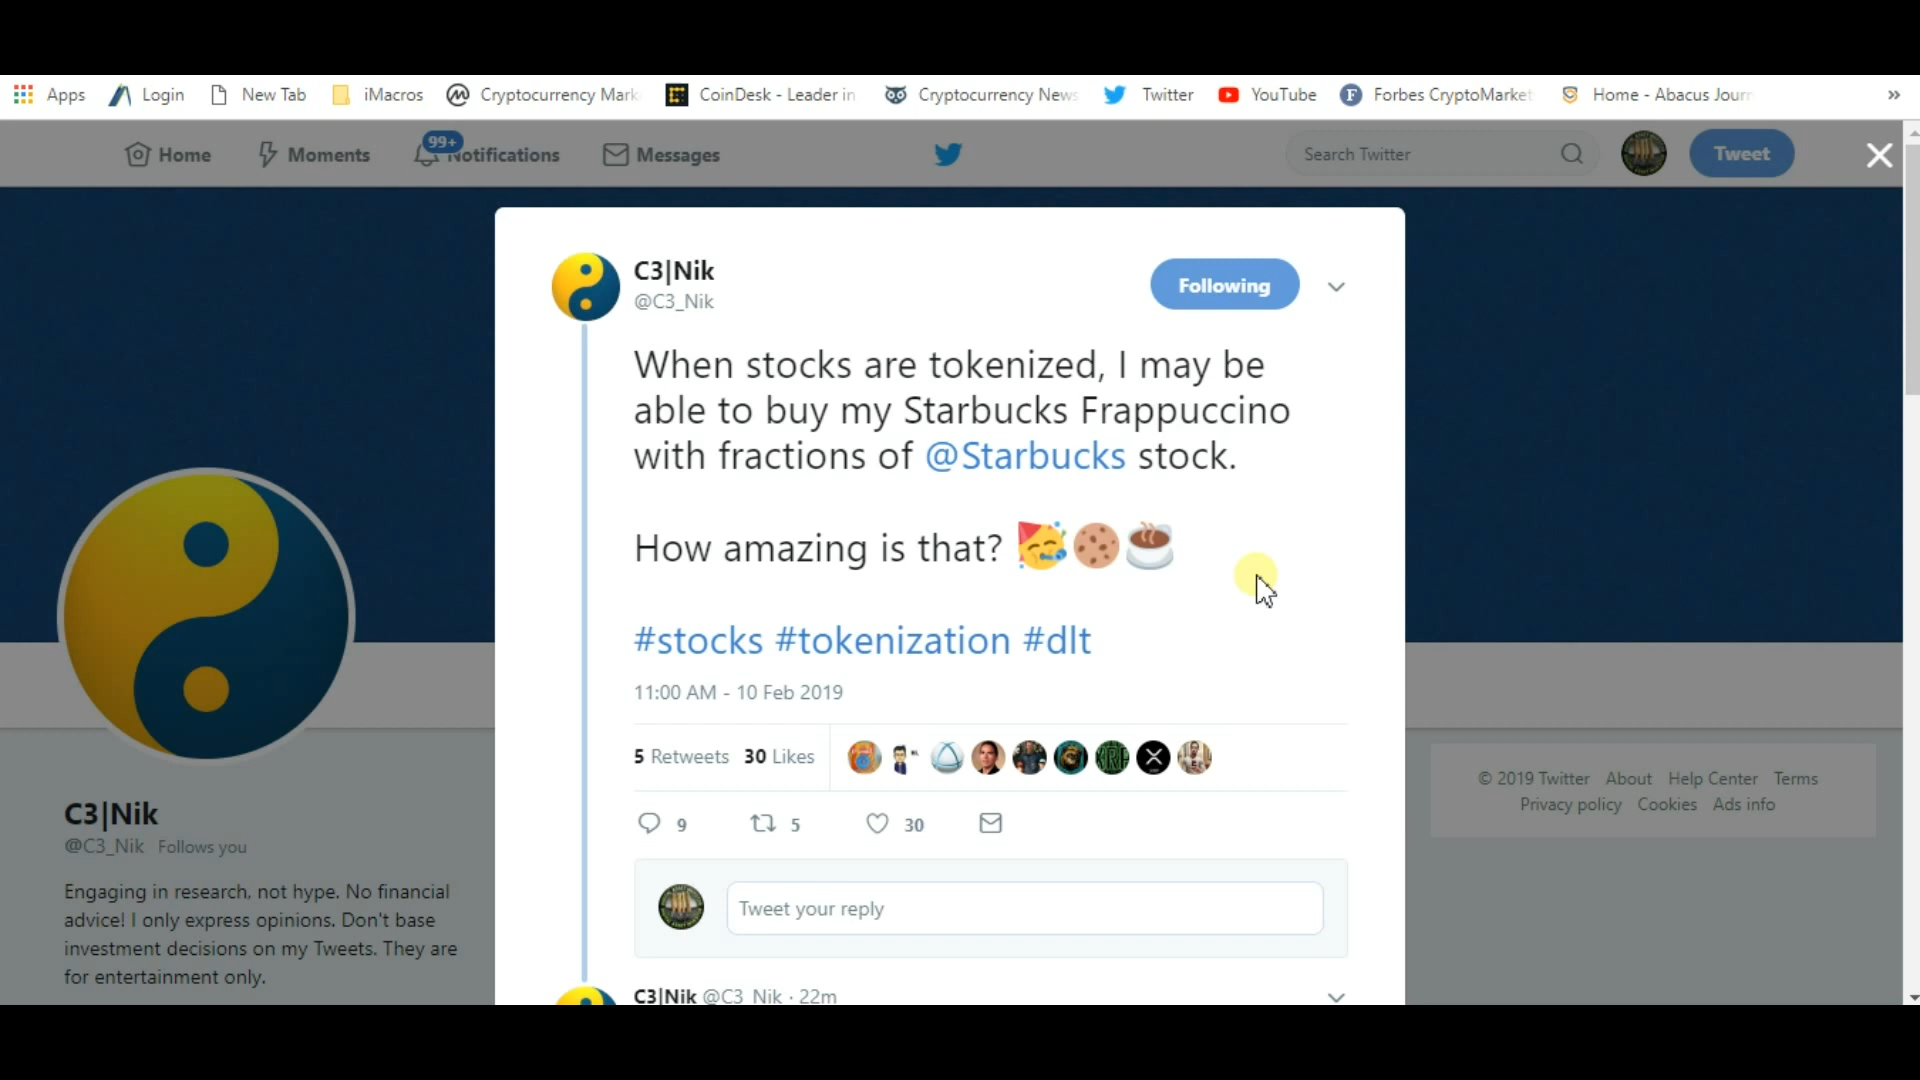 Apps Login New Tab iMacros Cryptocurrency Mark CoinDesk - Leader in Cryptocurrency News Twitter YouTube Forbes CryptoMarket Home - Abacus Journ »
Home Moments 99+ Notifications Messages Search Twitter Tweet
C3|Nik
@C3_Nik
Following
When stocks are tokenized, I may be
able to buy my Starbucks Frappuccino
with fractions of @Starbucks stock.
How amazing is that? 🥳🍪☕
#stocks #tokenization #dlt
11:00 AM - 10 Feb 2019
5 Retweets 30 Likes
9 5 30
Tweet your reply
C3|Nik @C3_Nik · 22m
C3|Nik
@C3_Nik Follows you
Engaging in research, not hype. No financial
advice! I only express opinions. Don't base
investment decisions on my Tweets. They are
for entertainment only.
© 2019 Twitter About Help Center Terms
Privacy policy Cookies Ads info